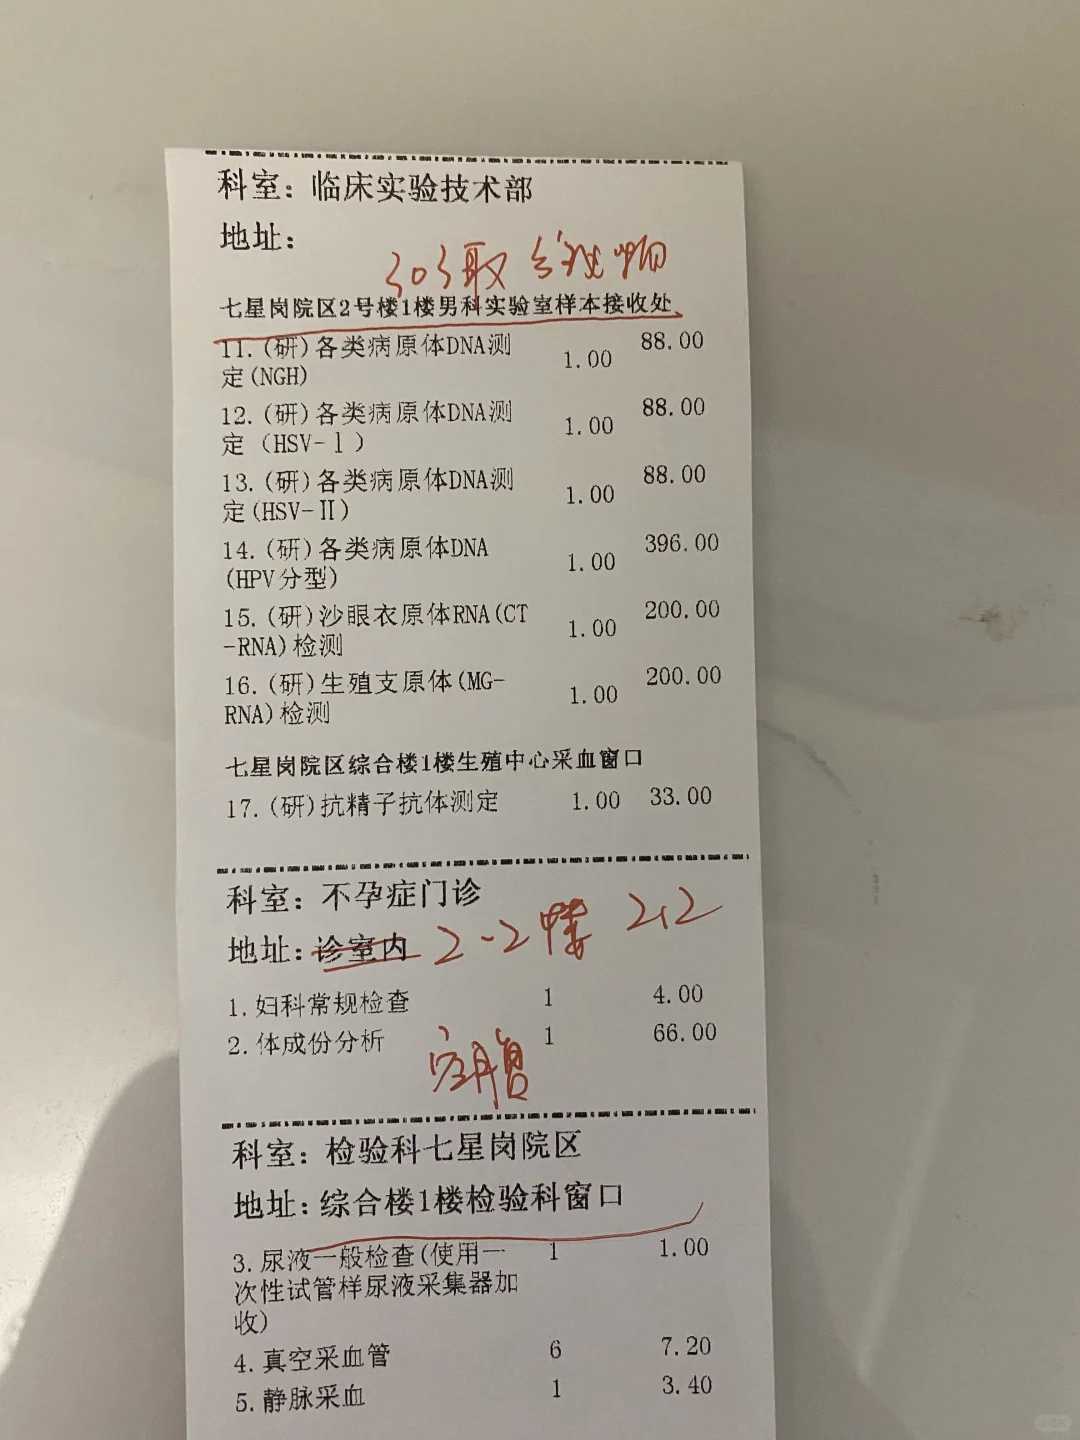 科室：临床实验技术部
地址：
303取分泌物
七星岗院区2号楼1楼男科实验室样本接收处
11.(研)各类病原体DNA测 1.00 88.00
定(NGH)
12.(研)各类病原体DNA测 1.00 88.00
定（HSV-Ⅰ）
13.(研)各类病原体DNA测 1.00 88.00
定(HSV-Ⅱ)
14.(研)各类病原体DNA 1.00 396.00
(HPV分型)
15.(研)沙眼衣原体RNA(CT 1.00 200.00
-RNA)检测
16.(研)生殖支原体(MG- 1.00 200.00
RNA)检测
七星岗院区综合楼1楼生殖中心采血窗口
17.(研)抗精子抗体测定 1.00 33.00
科室：不孕症门诊
地址：诊室内 2-2楼 212
1.妇科常规检查 1 4.00
2.体成份分析 1 66.00
空腹
科室：检验科七星岗院区
地址：综合楼1楼检验科窗口
3.尿液一般检查(使用一 1 1.00
次性试管样尿液采集器加
收)
4.真空采血管 6 7.20
5.静脉采血 1 3.40